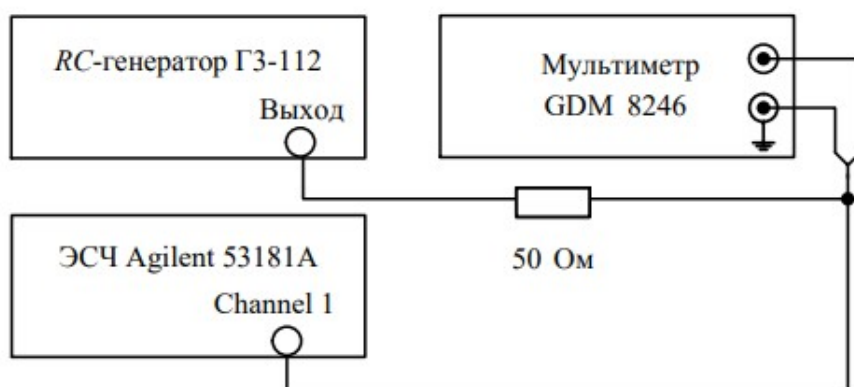 RC-генератор Г3-112
Выход
Мультиметр
GDM 8246
50 Ом
ЭСЧ Agilent 53181A
Channel 1